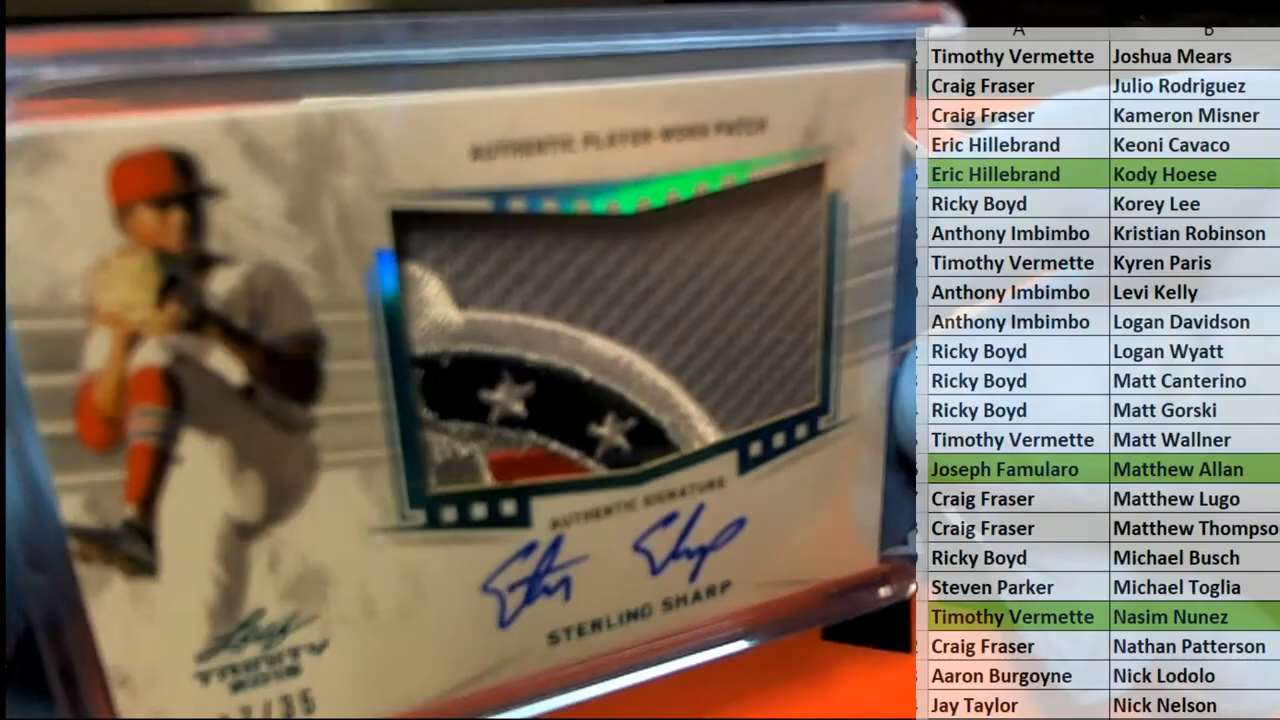 AUTHENTIC PLAYER-WORN PATCH
AUTHENTIC SIGNATURE
STERLING SHARP
Leaf
TRINITY
2019
/35
A B
Timothy Vermette Joshua Mears
Craig Fraser Julio Rodriguez
Craig Fraser Kameron Misner
Eric Hillebrand Keoni Cavaco
Eric Hillebrand Kody Hoese
Ricky Boyd Korey Lee
Anthony Imbimbo Kristian Robinson
Timothy Vermette Kyren Paris
Anthony Imbimbo Levi Kelly
Anthony Imbimbo Logan Davidson
Ricky Boyd Logan Wyatt
Ricky Boyd Matt Canterino
Ricky Boyd Matt Gorski
Timothy Vermette Matt Wallner
Joseph Famularo Matthew Allan
Craig Fraser Matthew Lugo
Craig Fraser Matthew Thompso
Ricky Boyd Michael Busch
Steven Parker Michael Toglia
Timothy Vermette Nasim Nunez
Craig Fraser Nathan Patterson
Aaron Burgoyne Nick Lodolo
Jay Taylor Nick Nelson